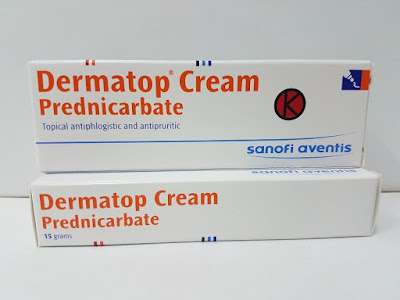 Dermatop® Cream
Prednicarbate
Topical antiphlogistic and antipruritic
K
sanofi aventis
sanofi aventis
Dermatop Cream
Prednicarbate
15 grams